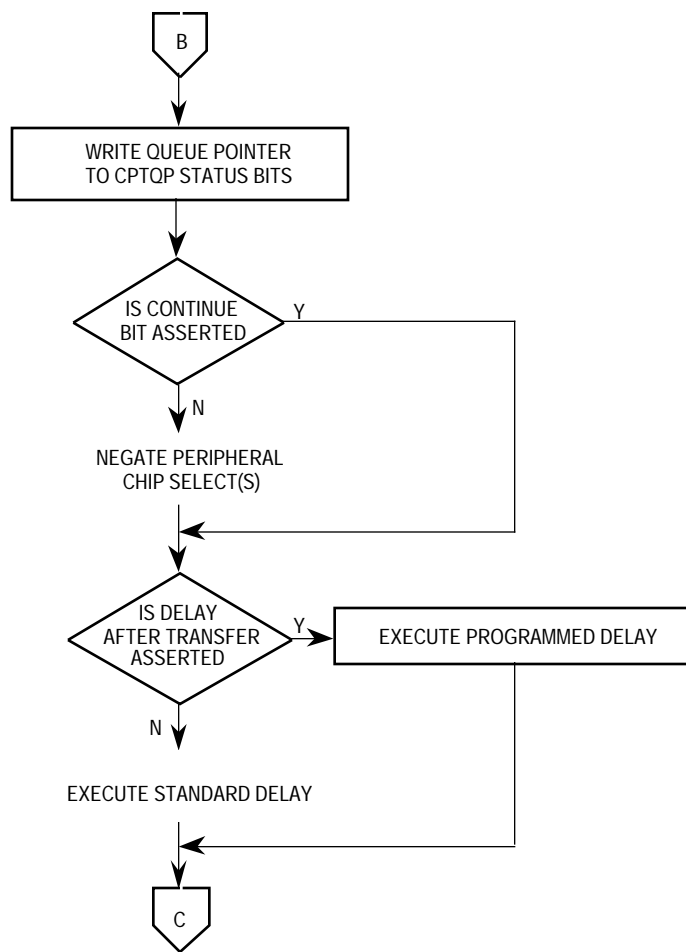 B
WRITE QUEUE POINTER
TO CPTQP STATUS BITS
IS CONTINUE
BIT ASSERTED
Y
N
NEGATE PERIPHERAL
CHIP SELECT(S)
IS DELAY
AFTER TRANSFER
ASSERTED
Y
EXECUTE PROGRAMMED DELAY
N
EXECUTE STANDARD DELAY
C